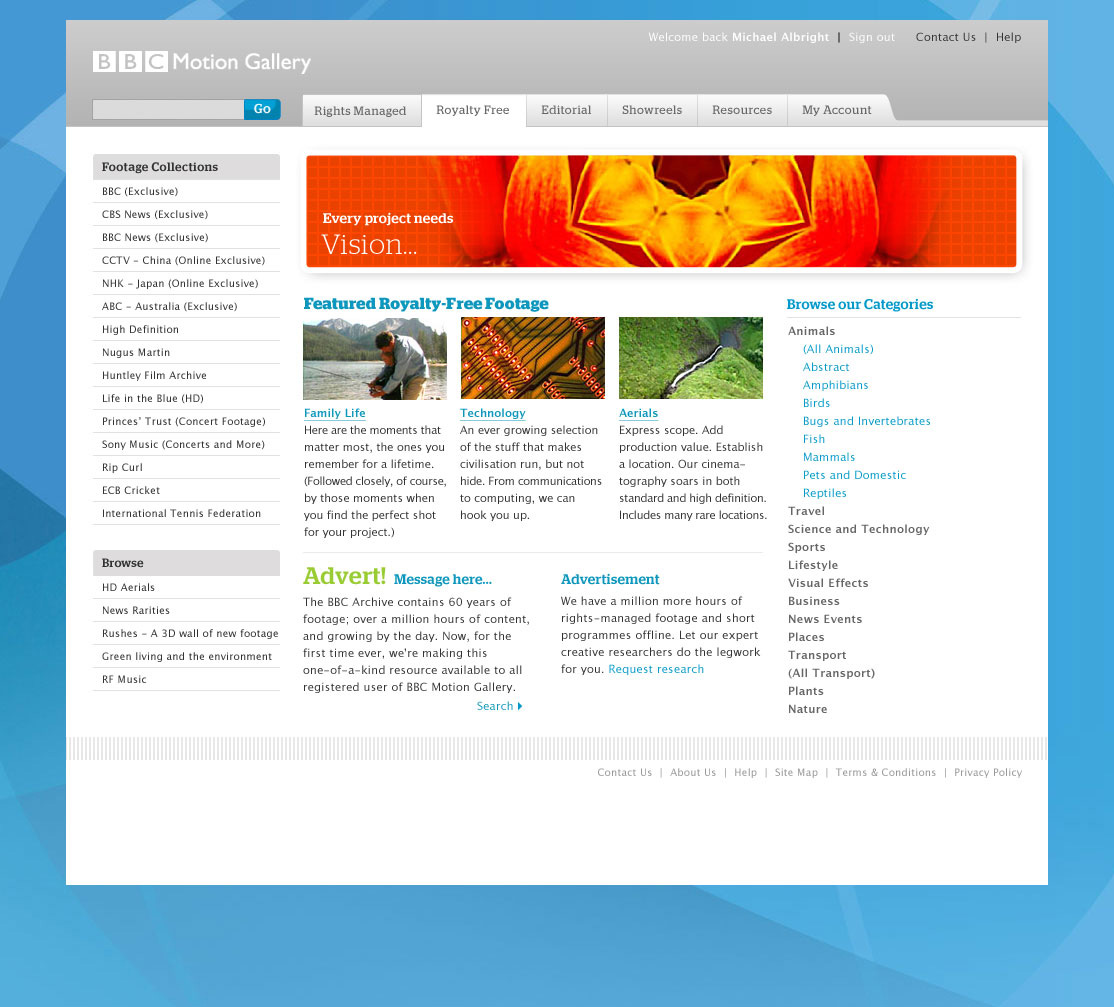 Welcome back Michael Albright | Sign out Contact Us | Help
BBC Motion Gallery
Go
Rights Managed
Royalty Free
Editorial
Showreels
Resources
My Account
Footage Collections
BBC (Exclusive)
CBS News (Exclusive)
BBC News (Exclusive)
CCTV - China (Online Exclusive)
NHK - Japan (Online Exclusive)
ABC - Australia (Exclusive)
High Definition
Nugus Martin
Huntley Film Archive
Life in the Blue (HD)
Princes' Trust (Concert Footage)
Sony Music (Concerts and More)
Rip Curl
ECB Cricket
International Tennis Federation
Browse
HD Aerials
News Rarities
Rushes - A 3D wall of new footage
Green living and the environment
RF Music
Every project needs
Vision...
Featured Royalty-Free Footage
Family Life
Here are the moments that
matter most, the ones you
remember for a lifetime.
(Followed closely, of course,
by those moments when
you find the perfect shot
for your project.)
Technology
An ever growing selection
of the stuff that makes
civilisation run, but not
hide. From communications
to computing, we can
hook you up.
Aerials
Express scope. Add
production value. Establish
a location. Our cinema-
tography soars in both
standard and high definition.
Includes many rare locations.
Advert! Message here...
The BBC Archive contains 60 years of
footage; over a million hours of content,
and growing by the day. Now, for the
first time ever, we're making this
one-of-a-kind resource available to all
registered user of BBC Motion Gallery.
Search
Advertisement
We have a million more hours of
rights-managed footage and short
programmes offline. Let our expert
creative researchers do the legwork
for you. Request research
Browse our Categories
Animals
(All Animals)
Abstract
Amphibians
Birds
Bugs and Invertebrates
Fish
Mammals
Pets and Domestic
Reptiles
Travel
Science and Technology
Sports
Lifestyle
Visual Effects
Business
News Events
Places
Transport
(All Transport)
Plants
Nature
Contact Us | About Us | Help | Site Map | Terms & Conditions | Privacy Policy